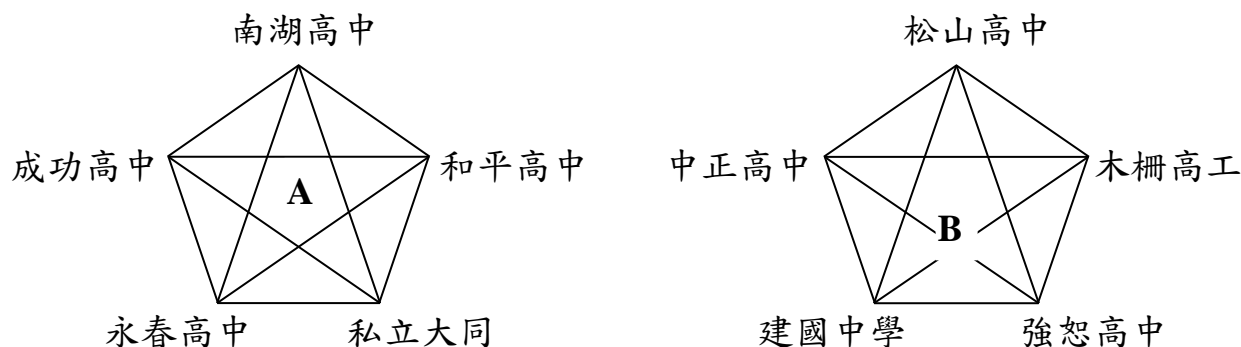 南湖高中
松山高中
成功高中
和平高中
中正高中
木柵高工
A
B
永春高中
私立大同
建國中學
強恕高中